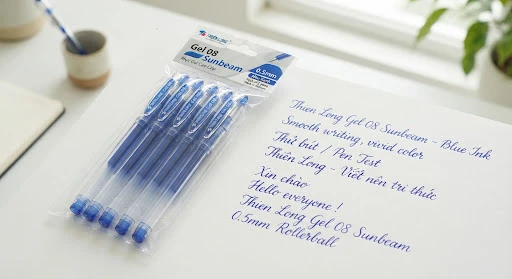 Gel 08
Sunbeam
0.5mm
Thien Long Gel 08 Sunbeam – Blue Ink
Smooth writing, vivid color
Thử bút / Pen Test
Thiên Long - Viết nên tri thức
Xin chào
Hello everyone !
Thien Long Gel 08 Sunbeam
0.5mm Rollerball